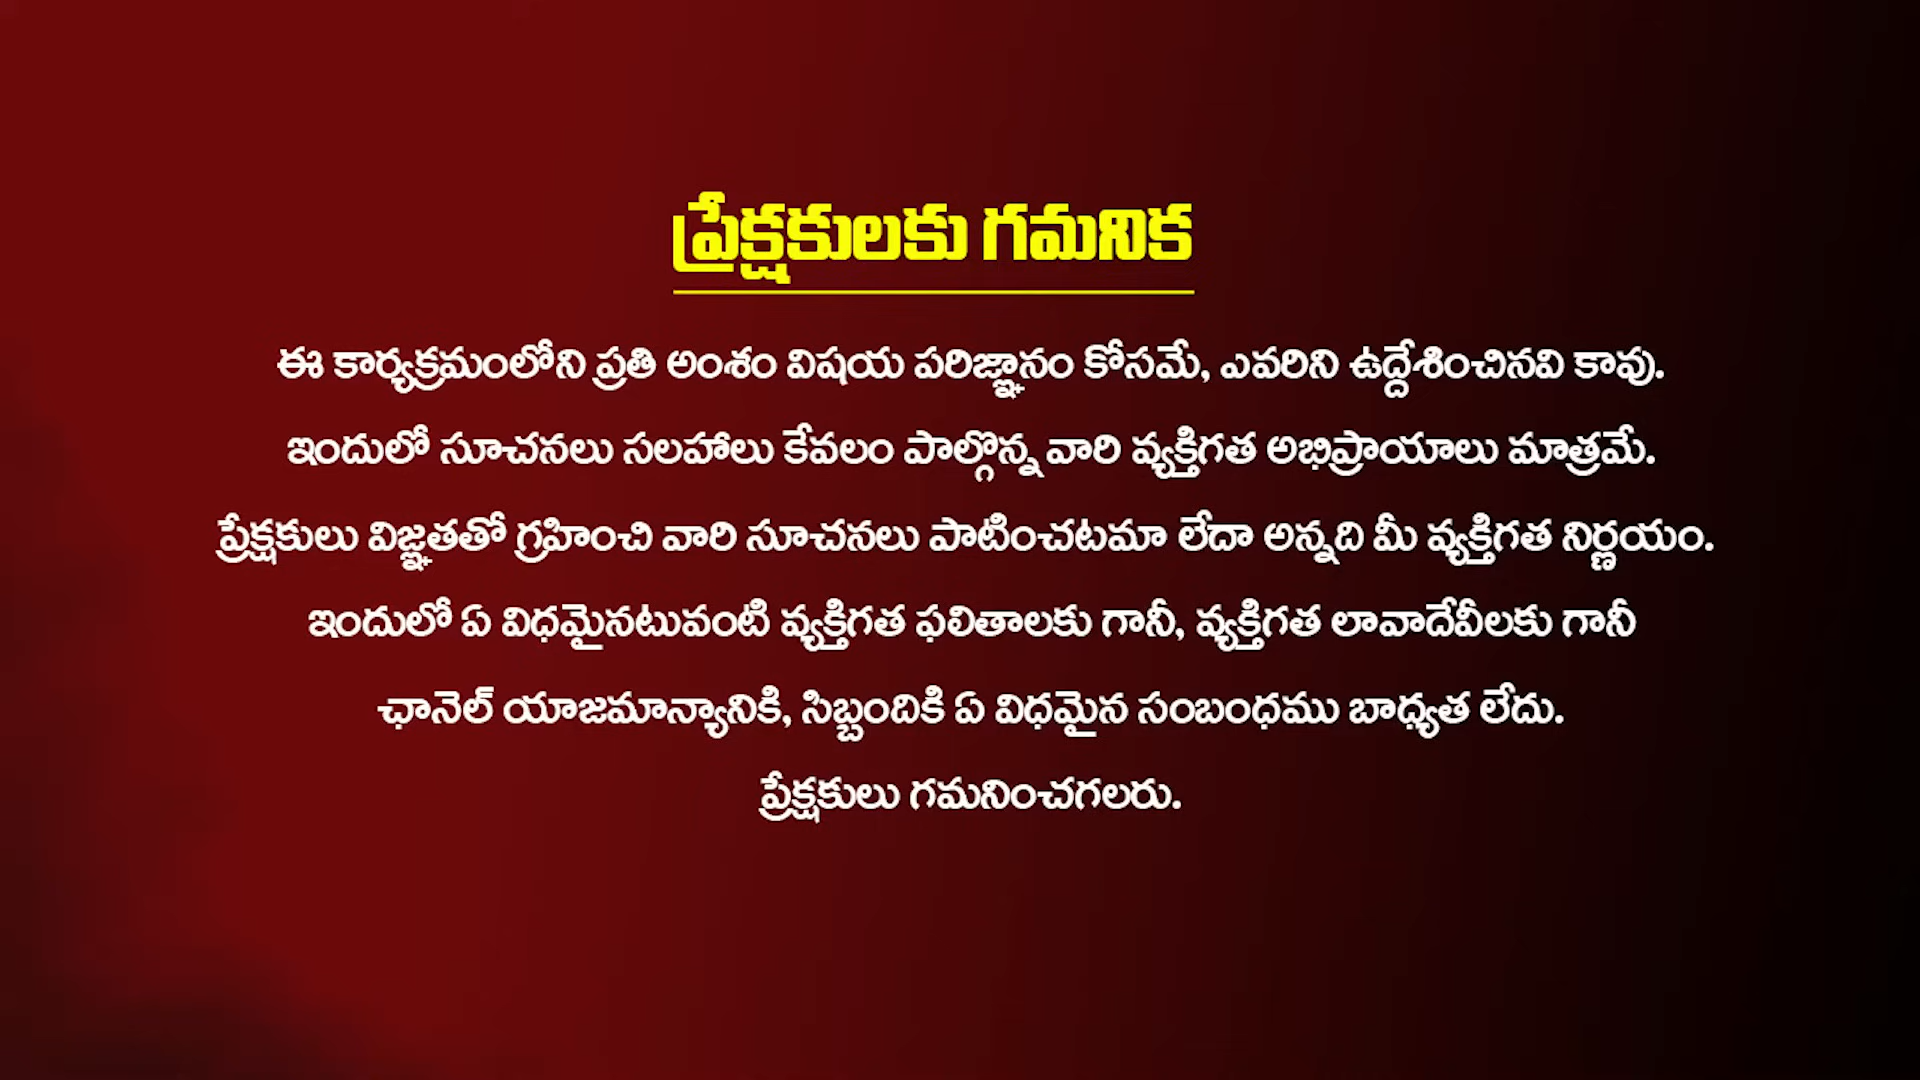 ప్రేక్షకులకు గమనిక
ఈ కార్యక్రమంలోని ప్రతి అంశం విషయ పరిజ్ఞానం కోసమే, ఎవరిని ఉద్దేశించినవి కావు.
ఇందులో సూచనలు సలహాలు కేవలం పాల్గొన్న వారి వ్యక్తిగత అభిప్రాయాలు మాత్రమే.
ప్రేక్షకులు విజ్ఞతతో గ్రహించి వారి సూచనలు పాటించటమా లేదా అన్నది మీ వ్యక్తిగత నిర్ణయం.
ఇందులో ఏ విధమైనటువంటి వ్యక్తిగత ఫలితాలకు గానీ, వ్యక్తిగత లావాదేవీలకు గానీ
ఛానెల్ యాజమాన్యానికి, సిబ్బందికి ఏ విధమైన సంబంధము బాధ్యత లేదు.
ప్రేక్షకులు గమనించగలరు.